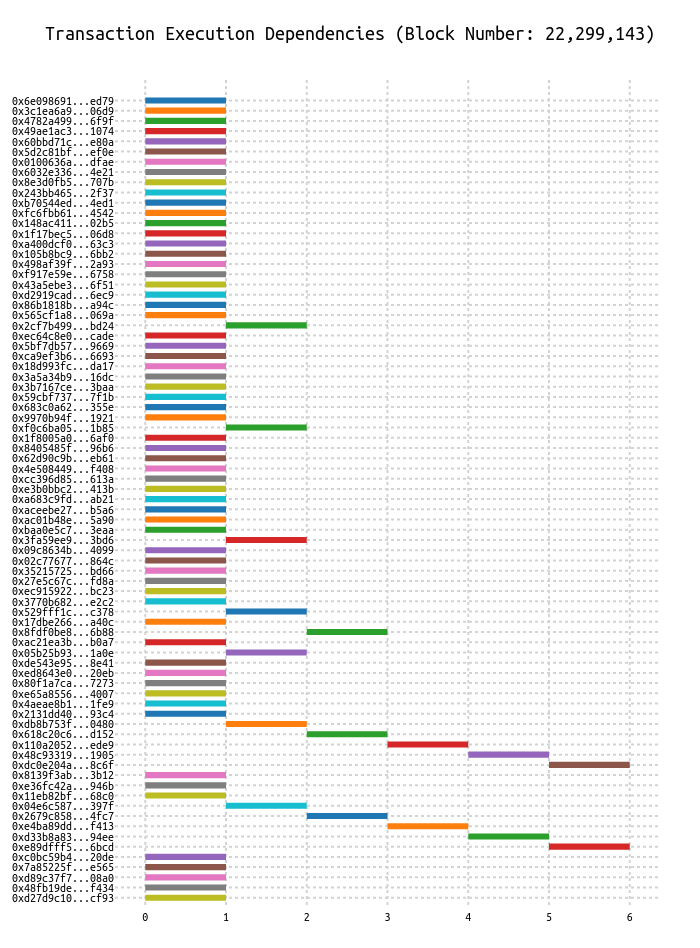 Transaction Execution Dependencies (Block Number: 22,299,143)
0x6e098691...ed79
0x3c1ea6a9...06d9
0x4782a499...6f9f
0x49ae1ac3...1074
0x60bbd71c...e80a
0x5d2c81bf...ef0e
0x0100636a...dfae
0x6032e336...4e21
0x8e3d0fb5...707b
0x243bb465...2f37
0xb70544ed...4ed1
0xfc6fbb61...4542
0x148ac411...02b5
0x1f17bec5...06d8
0xa400dcf0...63c3
0x105b8bc9...6bb2
0x498af39f...2a93
0xf917e59e...6758
0x43a5ebe3...6f51
0xd2919cad...6ec9
0x86b1818b...a94c
0x565cf1a8...069a
0x2cf7b499...bd24
0xec64c8e0...cade
0x5bf7db57...9669
0xca9ef3b6...6693
0x18d993fc...da17
0x3a5a34b9...16dc
0x3b7167ce...3baa
0x59cbf737...7f1b
0x683c0a62...355e
0x9970b94f...1921
0xf0c6ba05...1b85
0x1f8005a0...6af0
0x8405485f...96b6
0x62d90c9b...eb61
0x4e508449...f408
0xcc396d85...613a
0xe3b0bbc2...413b
0xa683c9fd...ab21
0xaceebe27...b5a6
0xac01b48e...5a90
0xbaa0e5c7...3eaa
0x3fa59ee9...3bd6
0x09c8634b...4099
0x02c77677...864c
0x35215725...bd66
0x27e5c67c...fd8a
0xec915922...bc23
0x3770b682...e2c2
0x529fff1c...c378
0x17dbe266...a40c
0x8fdf0be8...6b88
0xac21ea3b...b0a7
0x05b25b93...1a0e
0xde543e95...8e41
0xed8643e0...20eb
0x80f1a7ca...7273
0xe65a8556...4007
0x4aeae8b1...1fe9
0x2131dd40...93c4
0xdb8b753f...0480
0x618c20c6...d152
0x110a2052...ede9
0x48c93319...1905
0xdc0e204a...8c6f
0x8139f3ab...3b12
0xe36fc42a...946b
0x11eb82bf...68c0
0x04e6c587...397f
0x2679c858...4fc7
0xe4ba89dd...f413
0xd33b8a83...94ee
0xe89dfff5...6bcd
0xc0bc59b4...20de
0x7a85225f...e565
0xd89c37f7...08a0
0x48fb19de...f434
0xd27d9c10...cf93
0 1 2 3 4 5 6